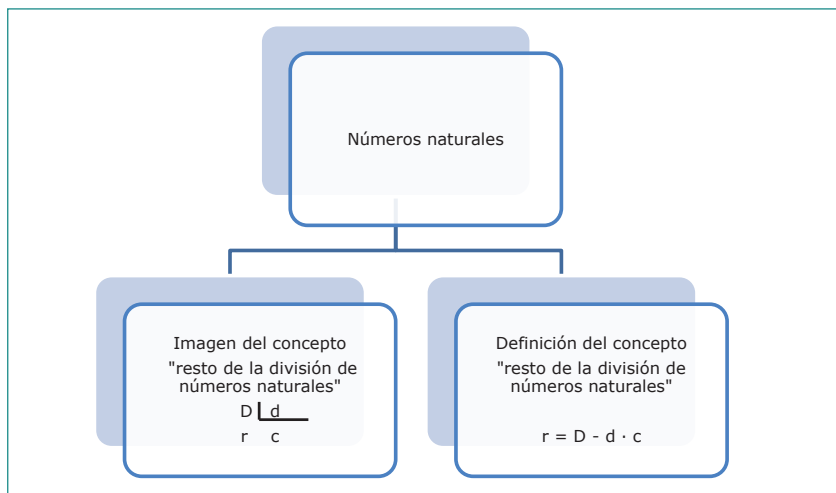 Números naturales
Imagen del concepto
"resto de la división de
números naturales"
D d
r c
Definición del concepto
"resto de la división de
números naturales"
r = D - d · c